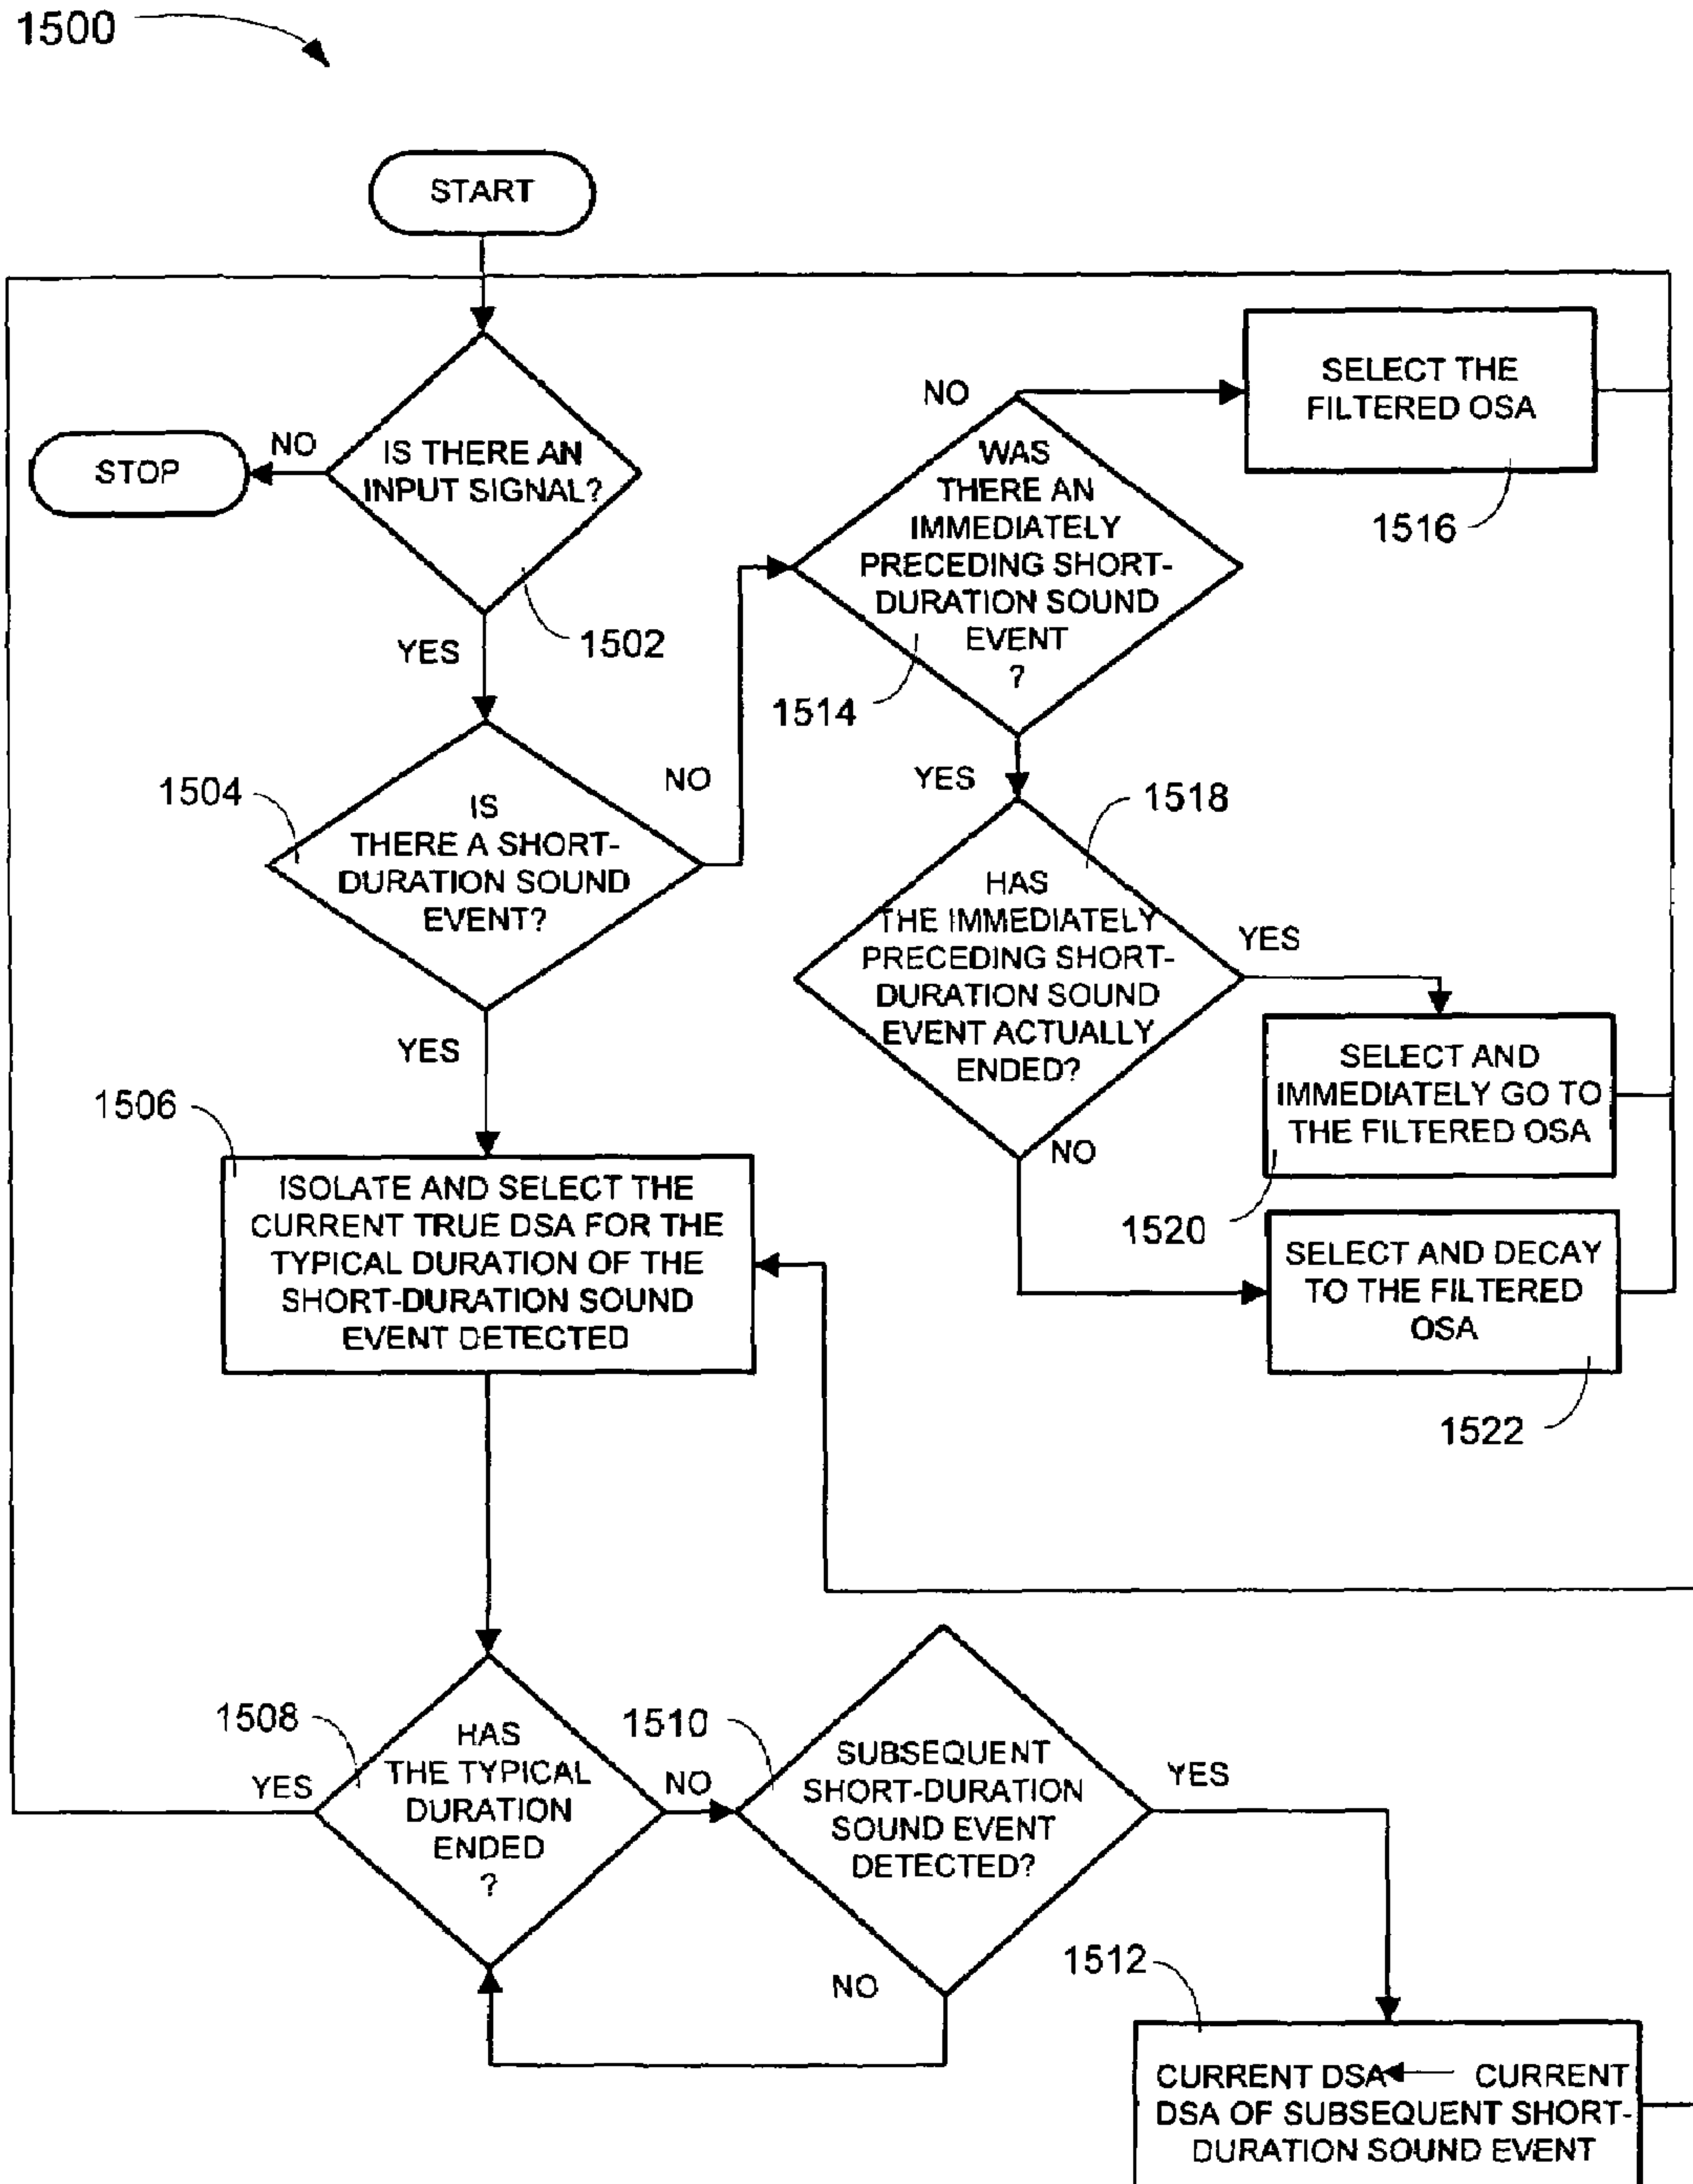 1500
START
IS THERE AN
INPUT SIGNAL?
NO
STOP
1502
YES
IS
THERE A SHORT-
DURATION SOUND
EVENT?
1504
NO
YES
1506
ISOLATE AND SELECT THE
CURRENT TRUE DSA FOR THE
TYPICAL DURATION OF THE
SHORT-DURATION SOUND
EVENT DETECTED
WAS
THERE AN
IMMEDIATELY
PRECEDING SHORT-
DURATION SOUND
EVENT
?
1514
NO
SELECT THE
FILTERED OSA
1516
YES
1518
HAS
THE IMMEDIATELY
PRECEDING SHORT-
DURATION SOUND
EVENT ACTUALLY
ENDED?
YES
SELECT AND
IMMEDIATELY GO TO
THE FILTERED OSA
1520
NO
SELECT AND DECAY
TO THE FILTERED
OSA
1522
1508
HAS
THE TYPICAL
DURATION
ENDED
?
YES
NO
1510
SUBSEQUENT
SHORT-DURATION
SOUND EVENT
DETECTED?
YES
NO
1512
CURRENT DSA ← CURRENT
DSA OF SUBSEQUENT SHORT-
DURATION SOUND EVENT